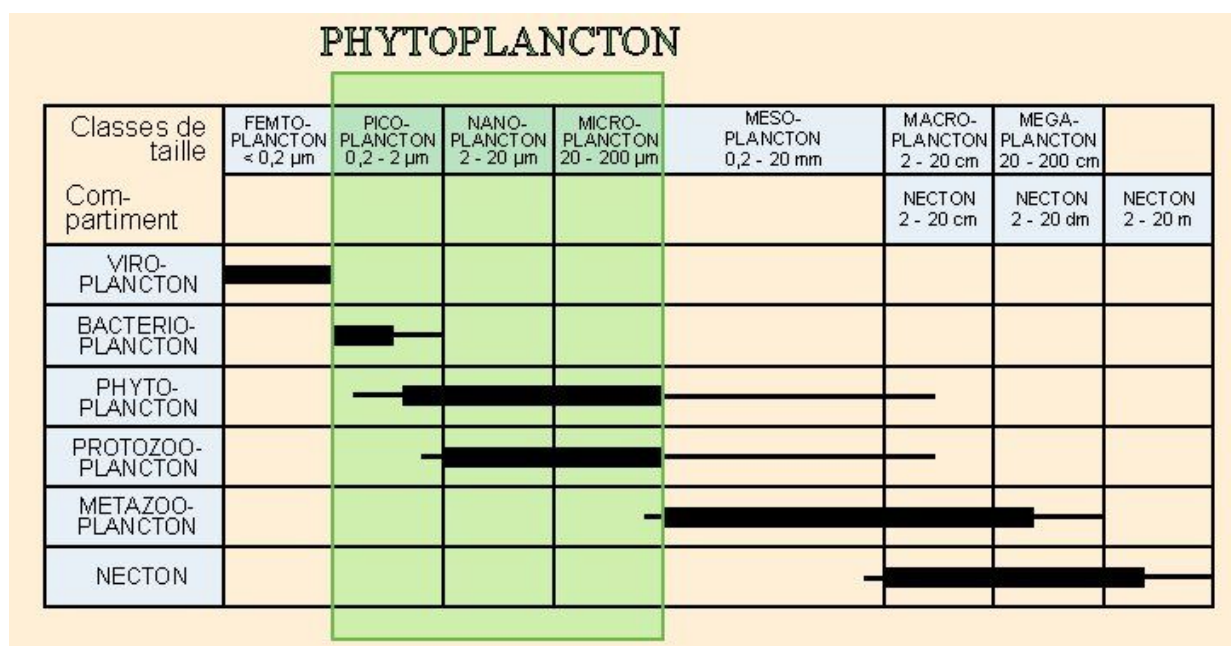 PHYTOPLANCTON
Classes de
taille
FEMTO-
PLANCTON
< 0,2 µm
PICO-
PLANCTON
0,2 - 2 µm
NANO-
PLANCTON
2 - 20 µm
MICRO-
PLANCTON
20 - 200 µm
MESO-
PLANCTON
0,2 - 20 mm
MACRO-
PLANCTON
2 - 20 cm
MEGA-
PLANCTON
20 - 200 cm
Com-
partiment
NECTON
2 - 20 cm
NECTON
2 - 20 dm
NECTON
2 - 20 m
VIRO-
PLANCTON
BACTERIO-
PLANCTON
PHYTO-
PLANCTON
PROTOZOO-
PLANCTON
METAZOO-
PLANCTON
NECTON